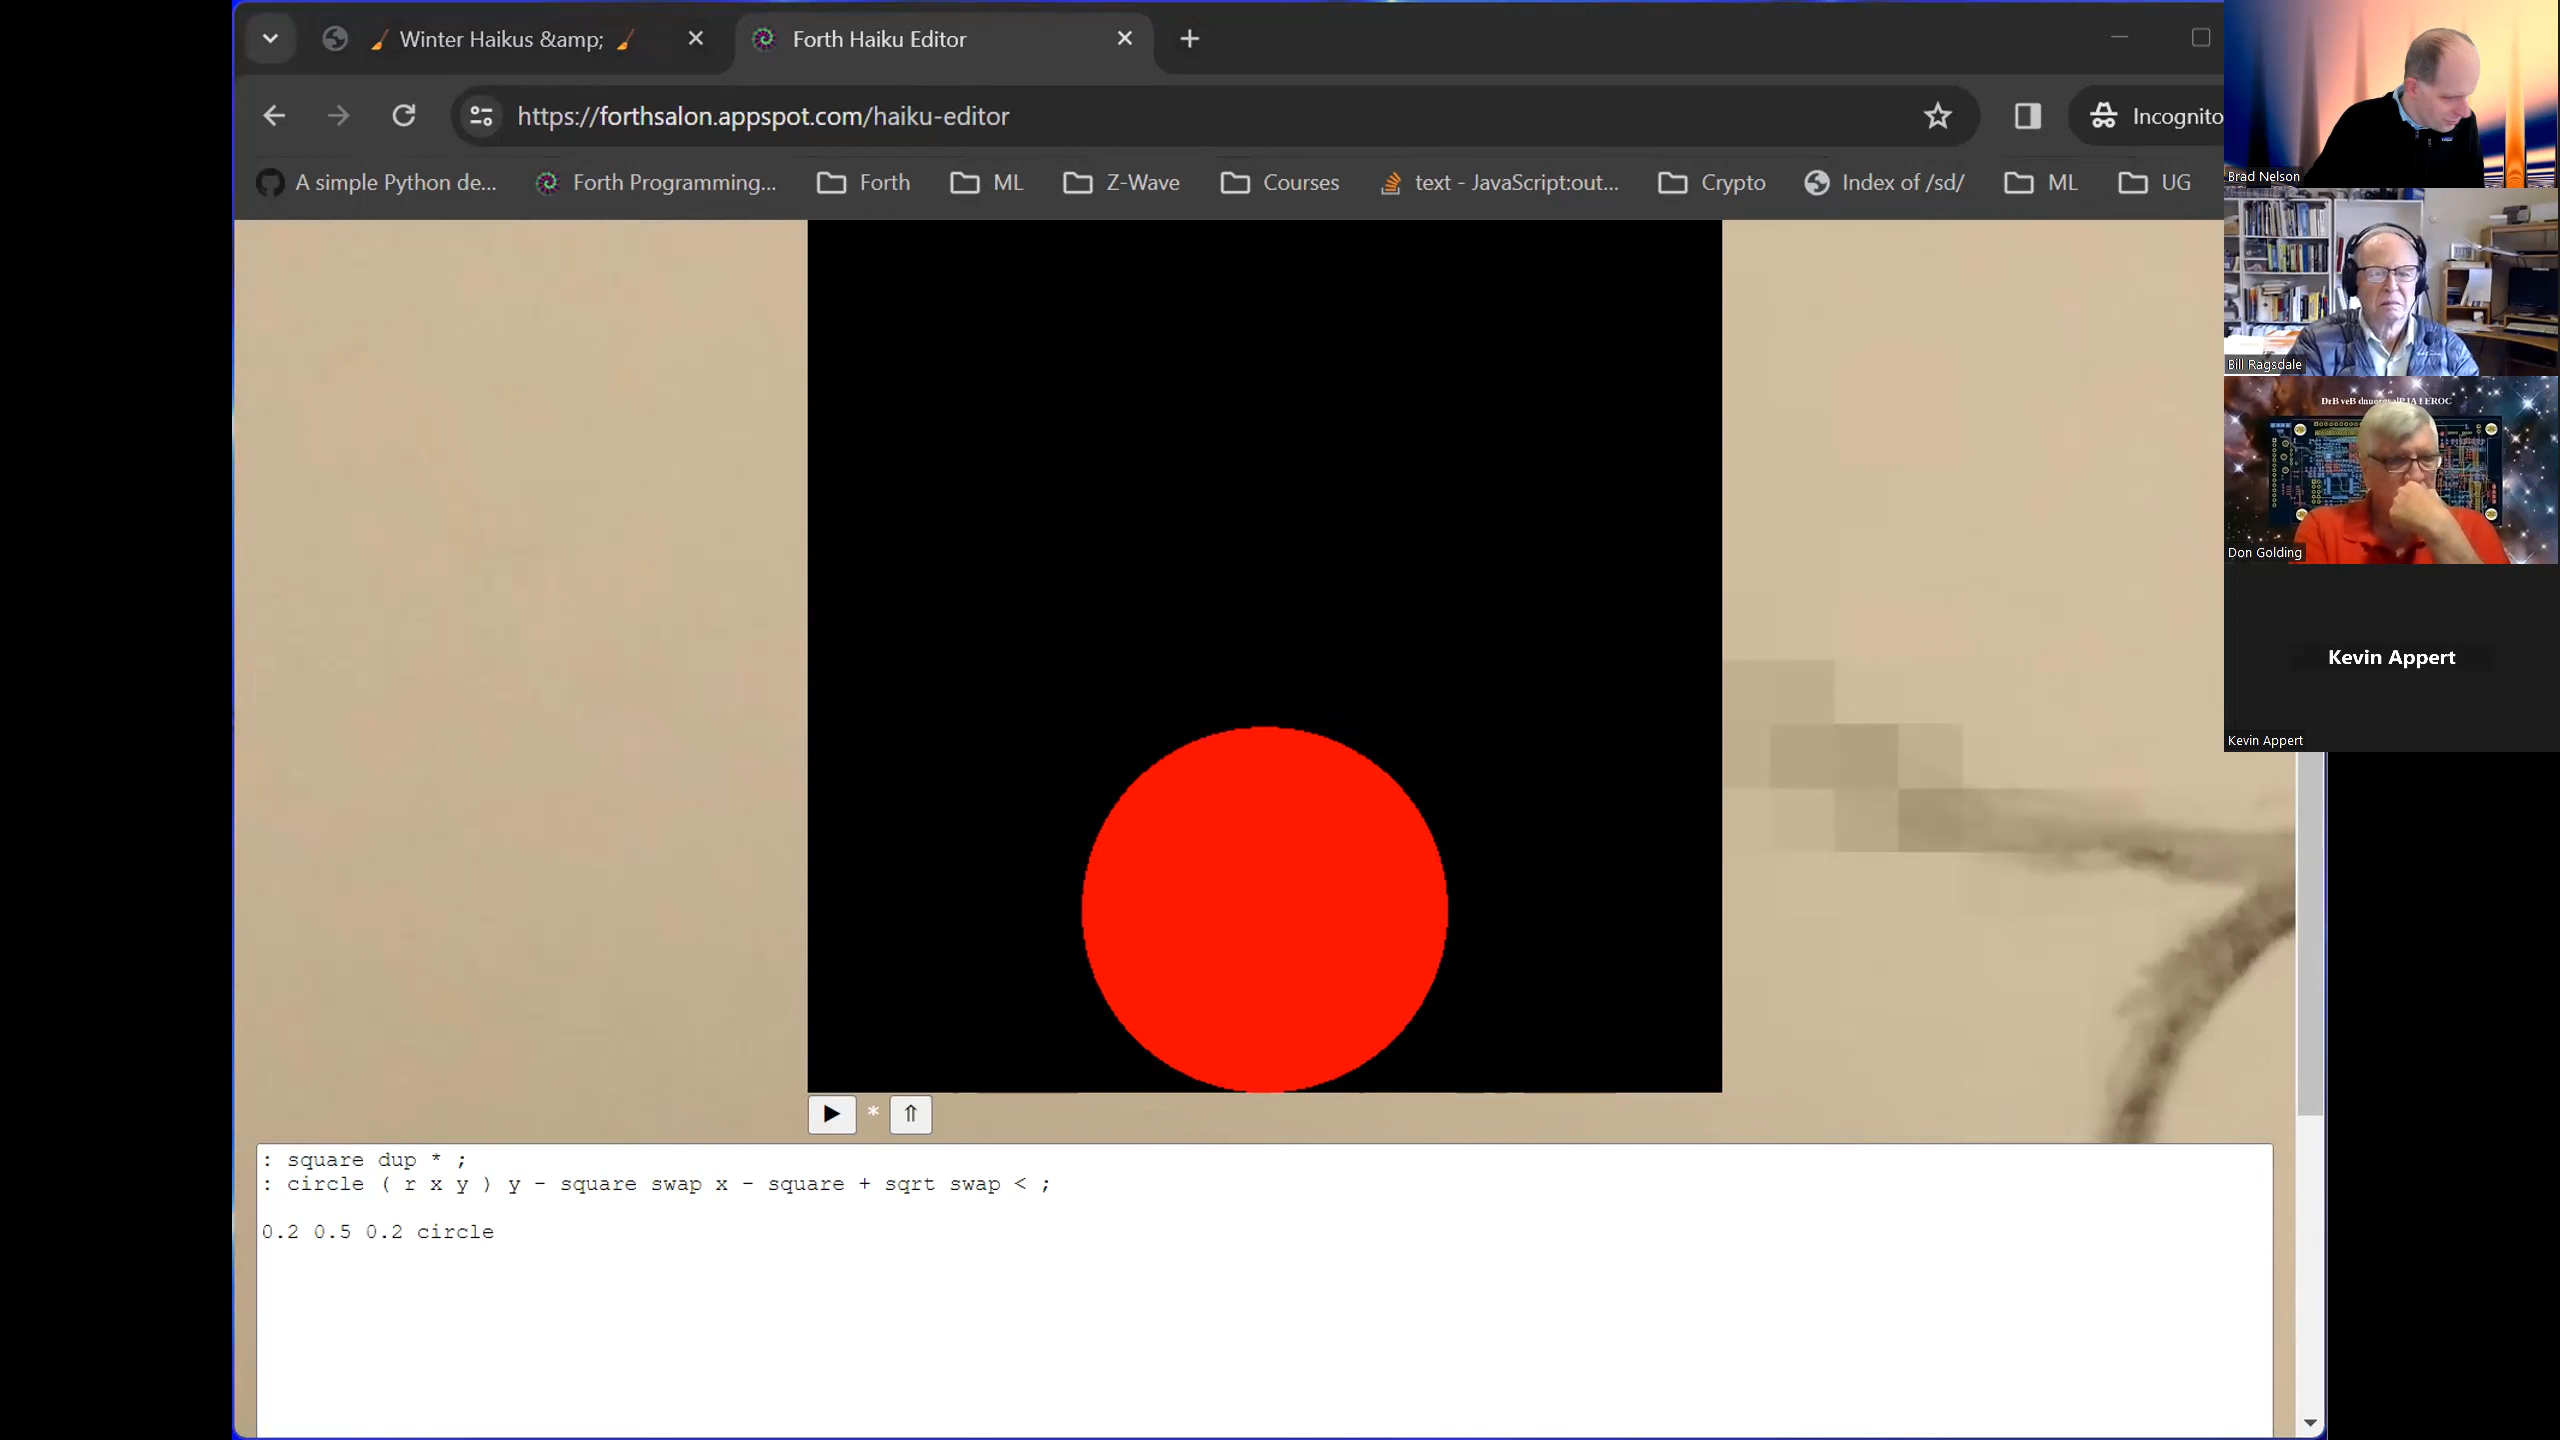 Winter Haikus &amp;
Forth Haiku Editor
https://forthsalon.appspot.com/haiku-editor
Incognito
A simple Python de...
Forth Programming...
Forth
ML
Z-Wave
Courses
text - JavaScript:out...
Crypto
Index of /sd/
ML
UG
Brad Nelson
Bill Ragsdale
Don Golding
Kevin Appert
Kevin Appert
*
: square dup * ;
: circle ( r x y ) y - square swap x - square + sqrt swap < ;
0.2 0.5 0.2 circle